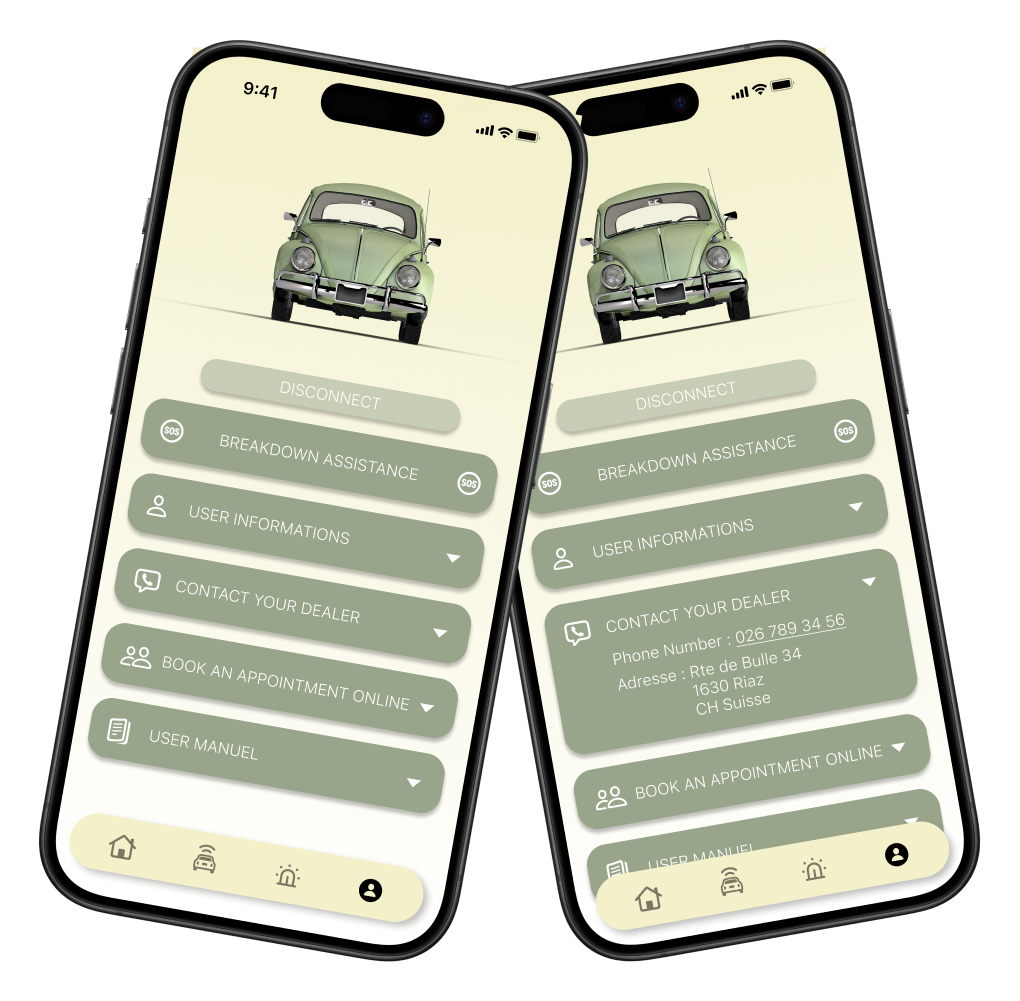 9:41
DISCONNECT
SOS
BREAKDOWN ASSISTANCE
SOS
USER INFORMATIONS
CONTACT YOUR DEALER
BOOK AN APPOINTMENT ONLINE
USER MANUEL
DISCONNECT
SOS
BREAKDOWN ASSISTANCE
SOS
USER INFORMATIONS
CONTACT YOUR DEALER
Phone Number : 026 789 34 56
Adresse : Rte de Bulle 34
1630 Riaz
CH Suisse
BOOK AN APPOINTMENT ONLINE
USER MANUEL